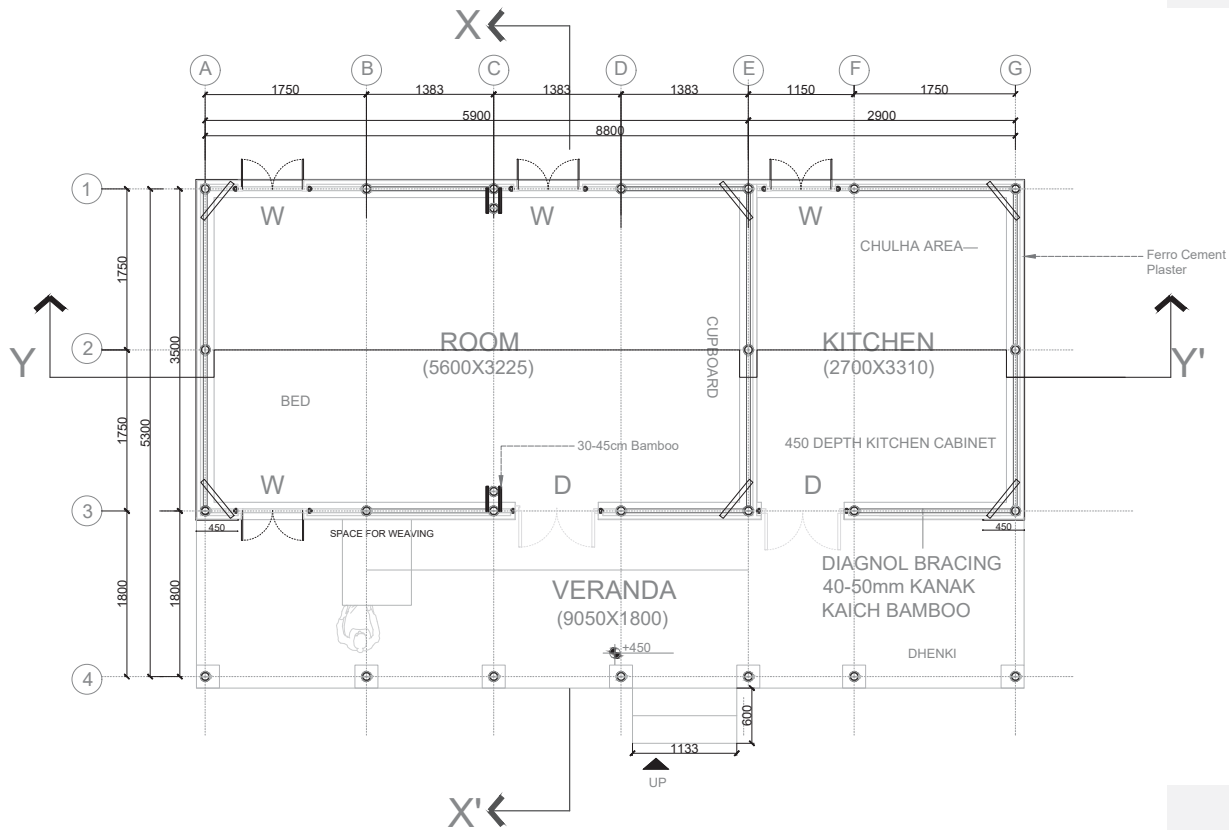 X
A
B
C
D
E
F
G
1750
1383
1383
1383
1150
1750
5900
2900
8800
1
W
W
W
CHULHA AREA
Ferro Cement
Plaster
1750
3500
5300
Y
2
ROOM
(5600X3225)
CUPBOARD
KITCHEN
(2700X3310)
Y'
BED
1750
30-45cm Bamboo
450 DEPTH KITCHEN CABINET
W
D
D
3
450
450
SPACE FOR WEAVING
1800
1800
VERANDA
(9050X1800)
DIAGNOL BRACING
40-50mm KANAK
KAICH BAMBOO
+450
DHENKI
4
600
1133
UP
X'